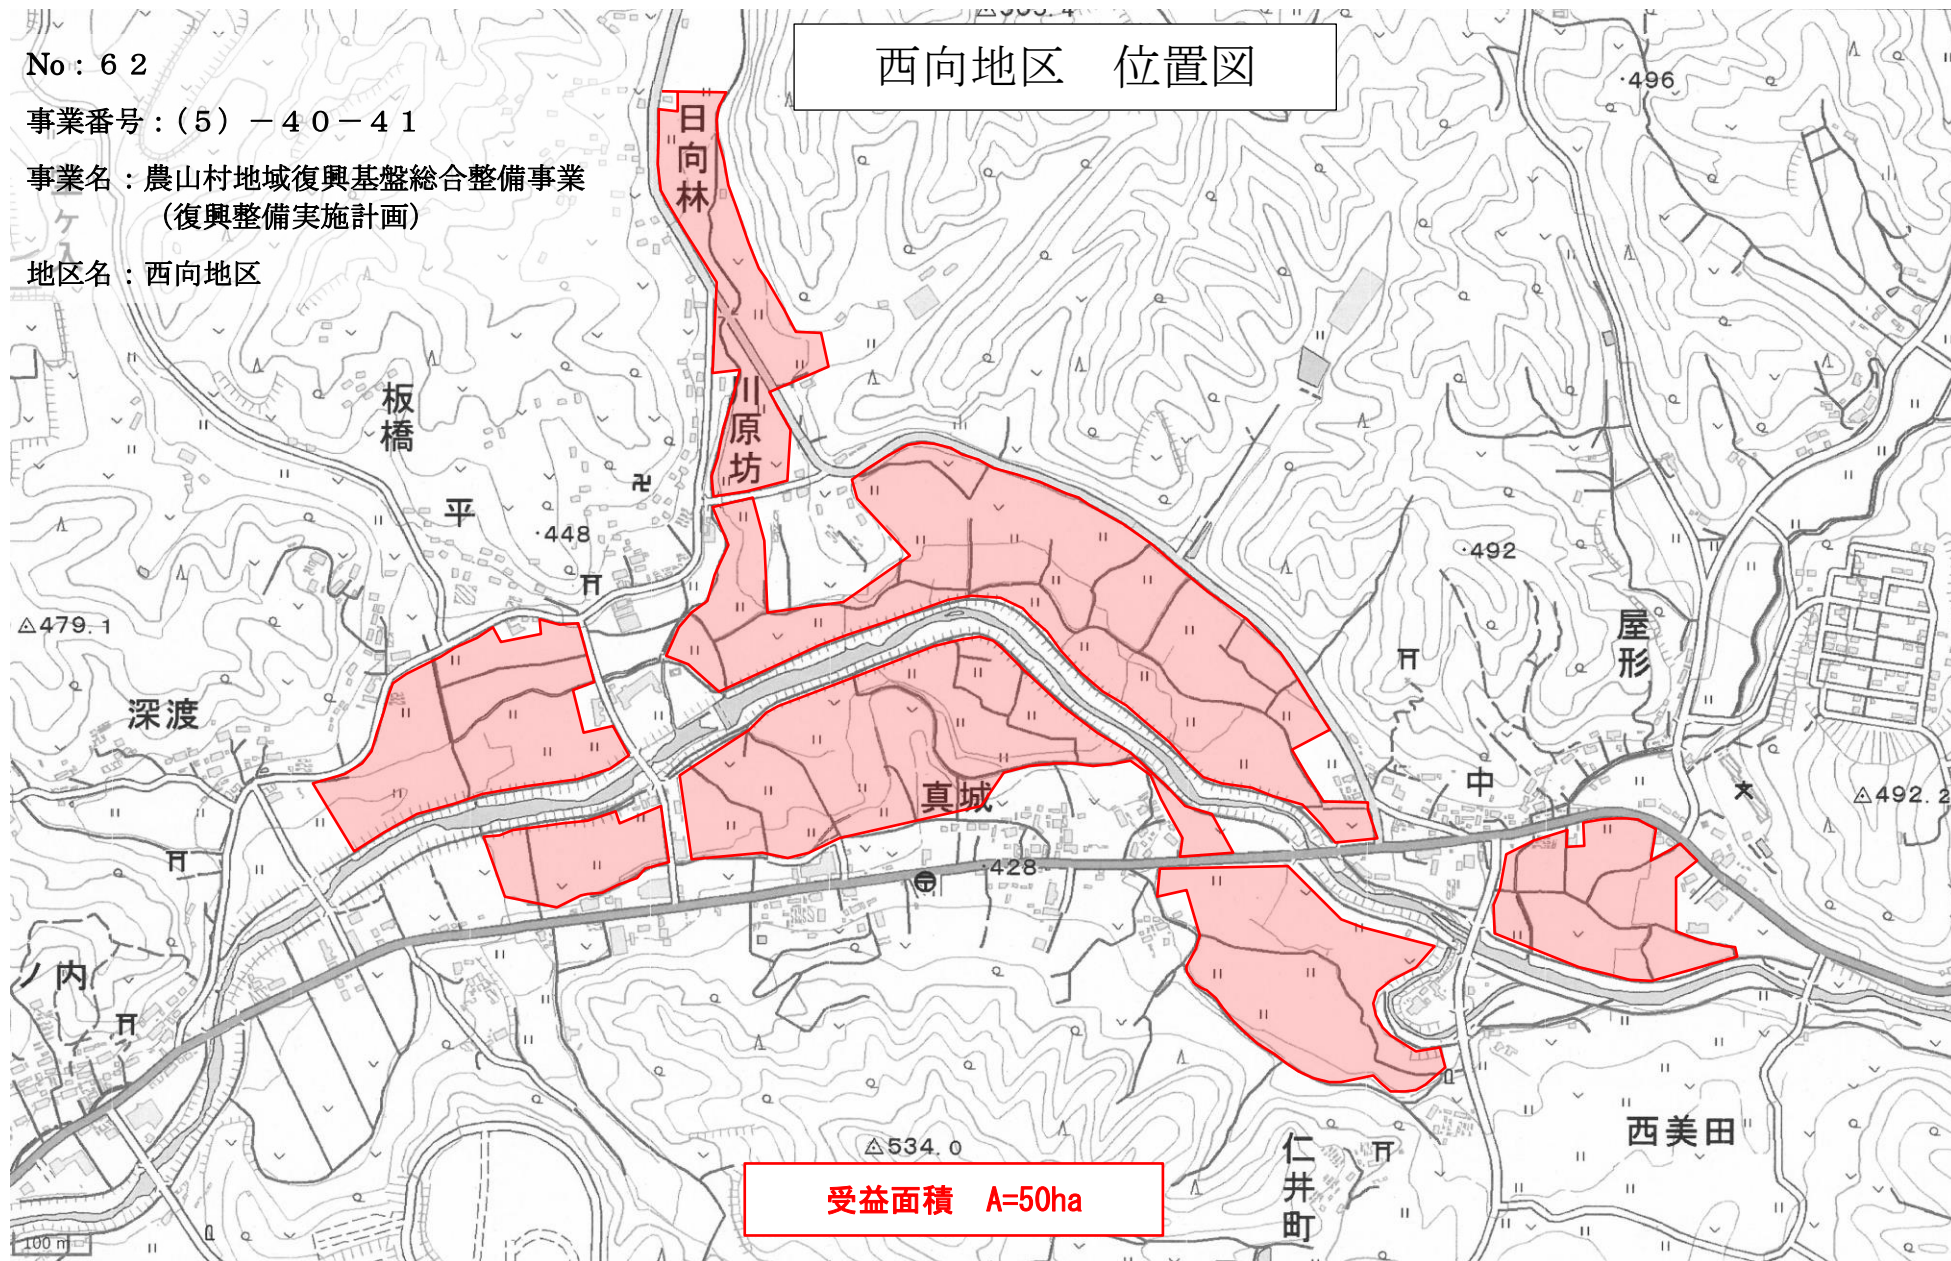 No：６２
西向地区　位置図
事業番号：(５)－４０－４１
事業名：農山村地域復興基盤総合整備事業
(復興整備実施計画)
地区名：西向地区
・496
日向林
板橋
川原坊
平
・448
・492
△479.1
屋形
深渡
中
真城
△492.2
・428
ノ内
西美田
△534.0
仁井町
受益面積　A=50ha
100 m